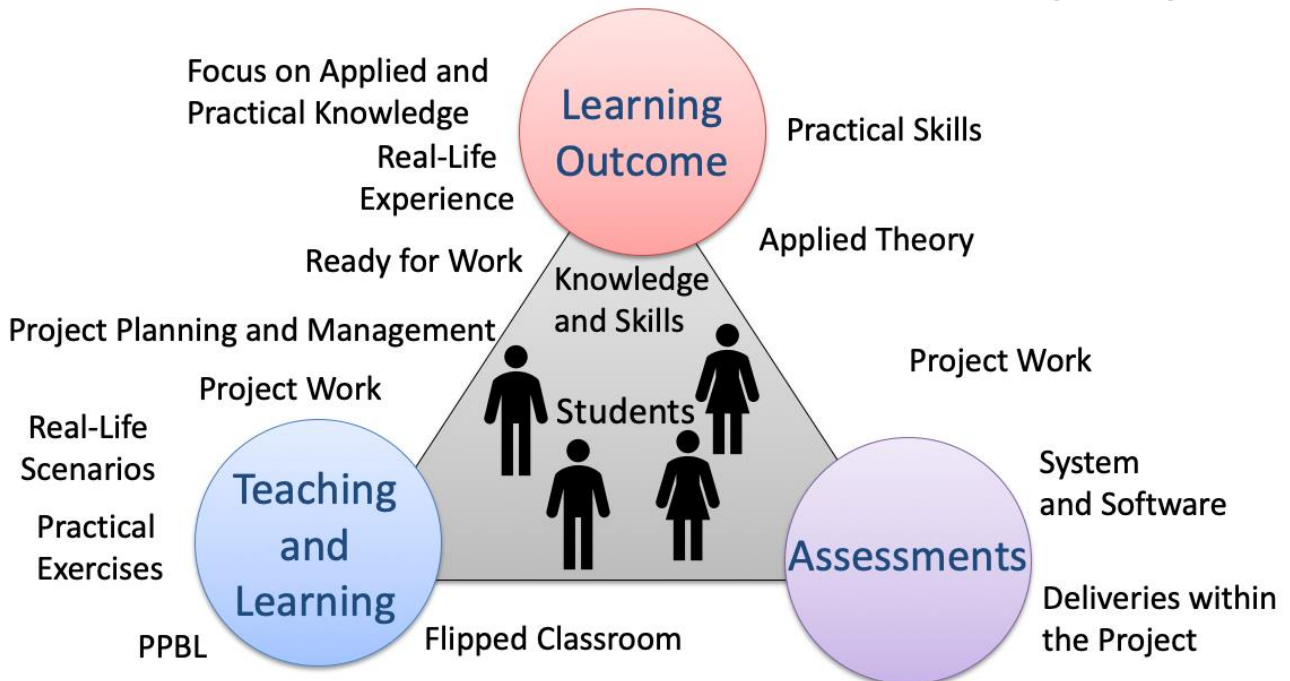 Focus on Applied and
Practical Knowledge
Learning
Outcome
Practical Skills
Real-Life
Experience
Applied Theory
Ready for Work
Knowledge
and Skills
Project Planning and Management
Project Work
Project Work
Students
Real-Life
Scenarios
System
and Software
Teaching
and
Learning
Practical
Exercises
Assessments
Deliveries within
the Project
PPBL
Flipped Classroom